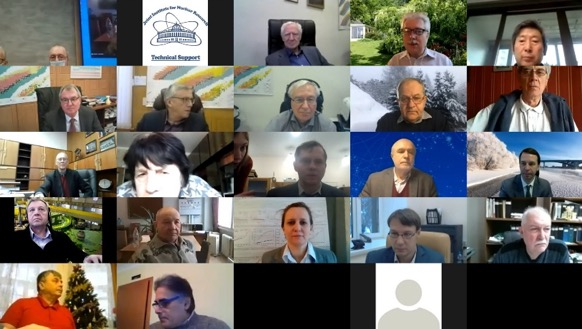 Joint Institute for Nuclear Research
Technical Support